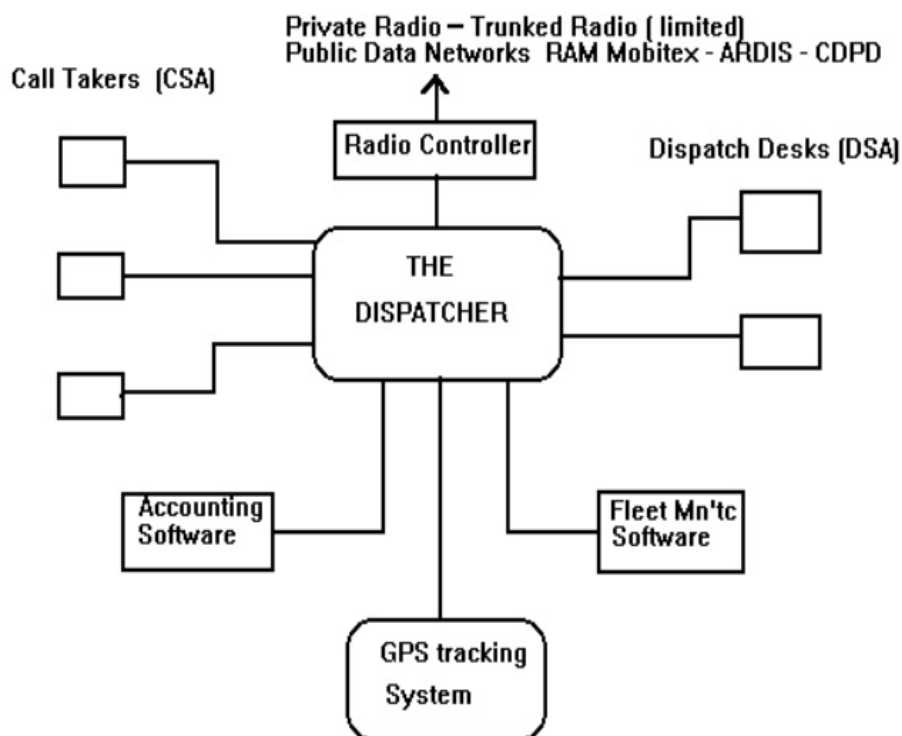 Private Radio – Trunked Radio ( limited)
Public Data Networks RAM Mobitex - ARDIS - CDPD
Call Takers (CSA)
Radio Controller
Dispatch Desks (DSA)
THE
DISPATCHER
Accounting
Software
Fleet Mn'tc
Software
GPS tracking
System